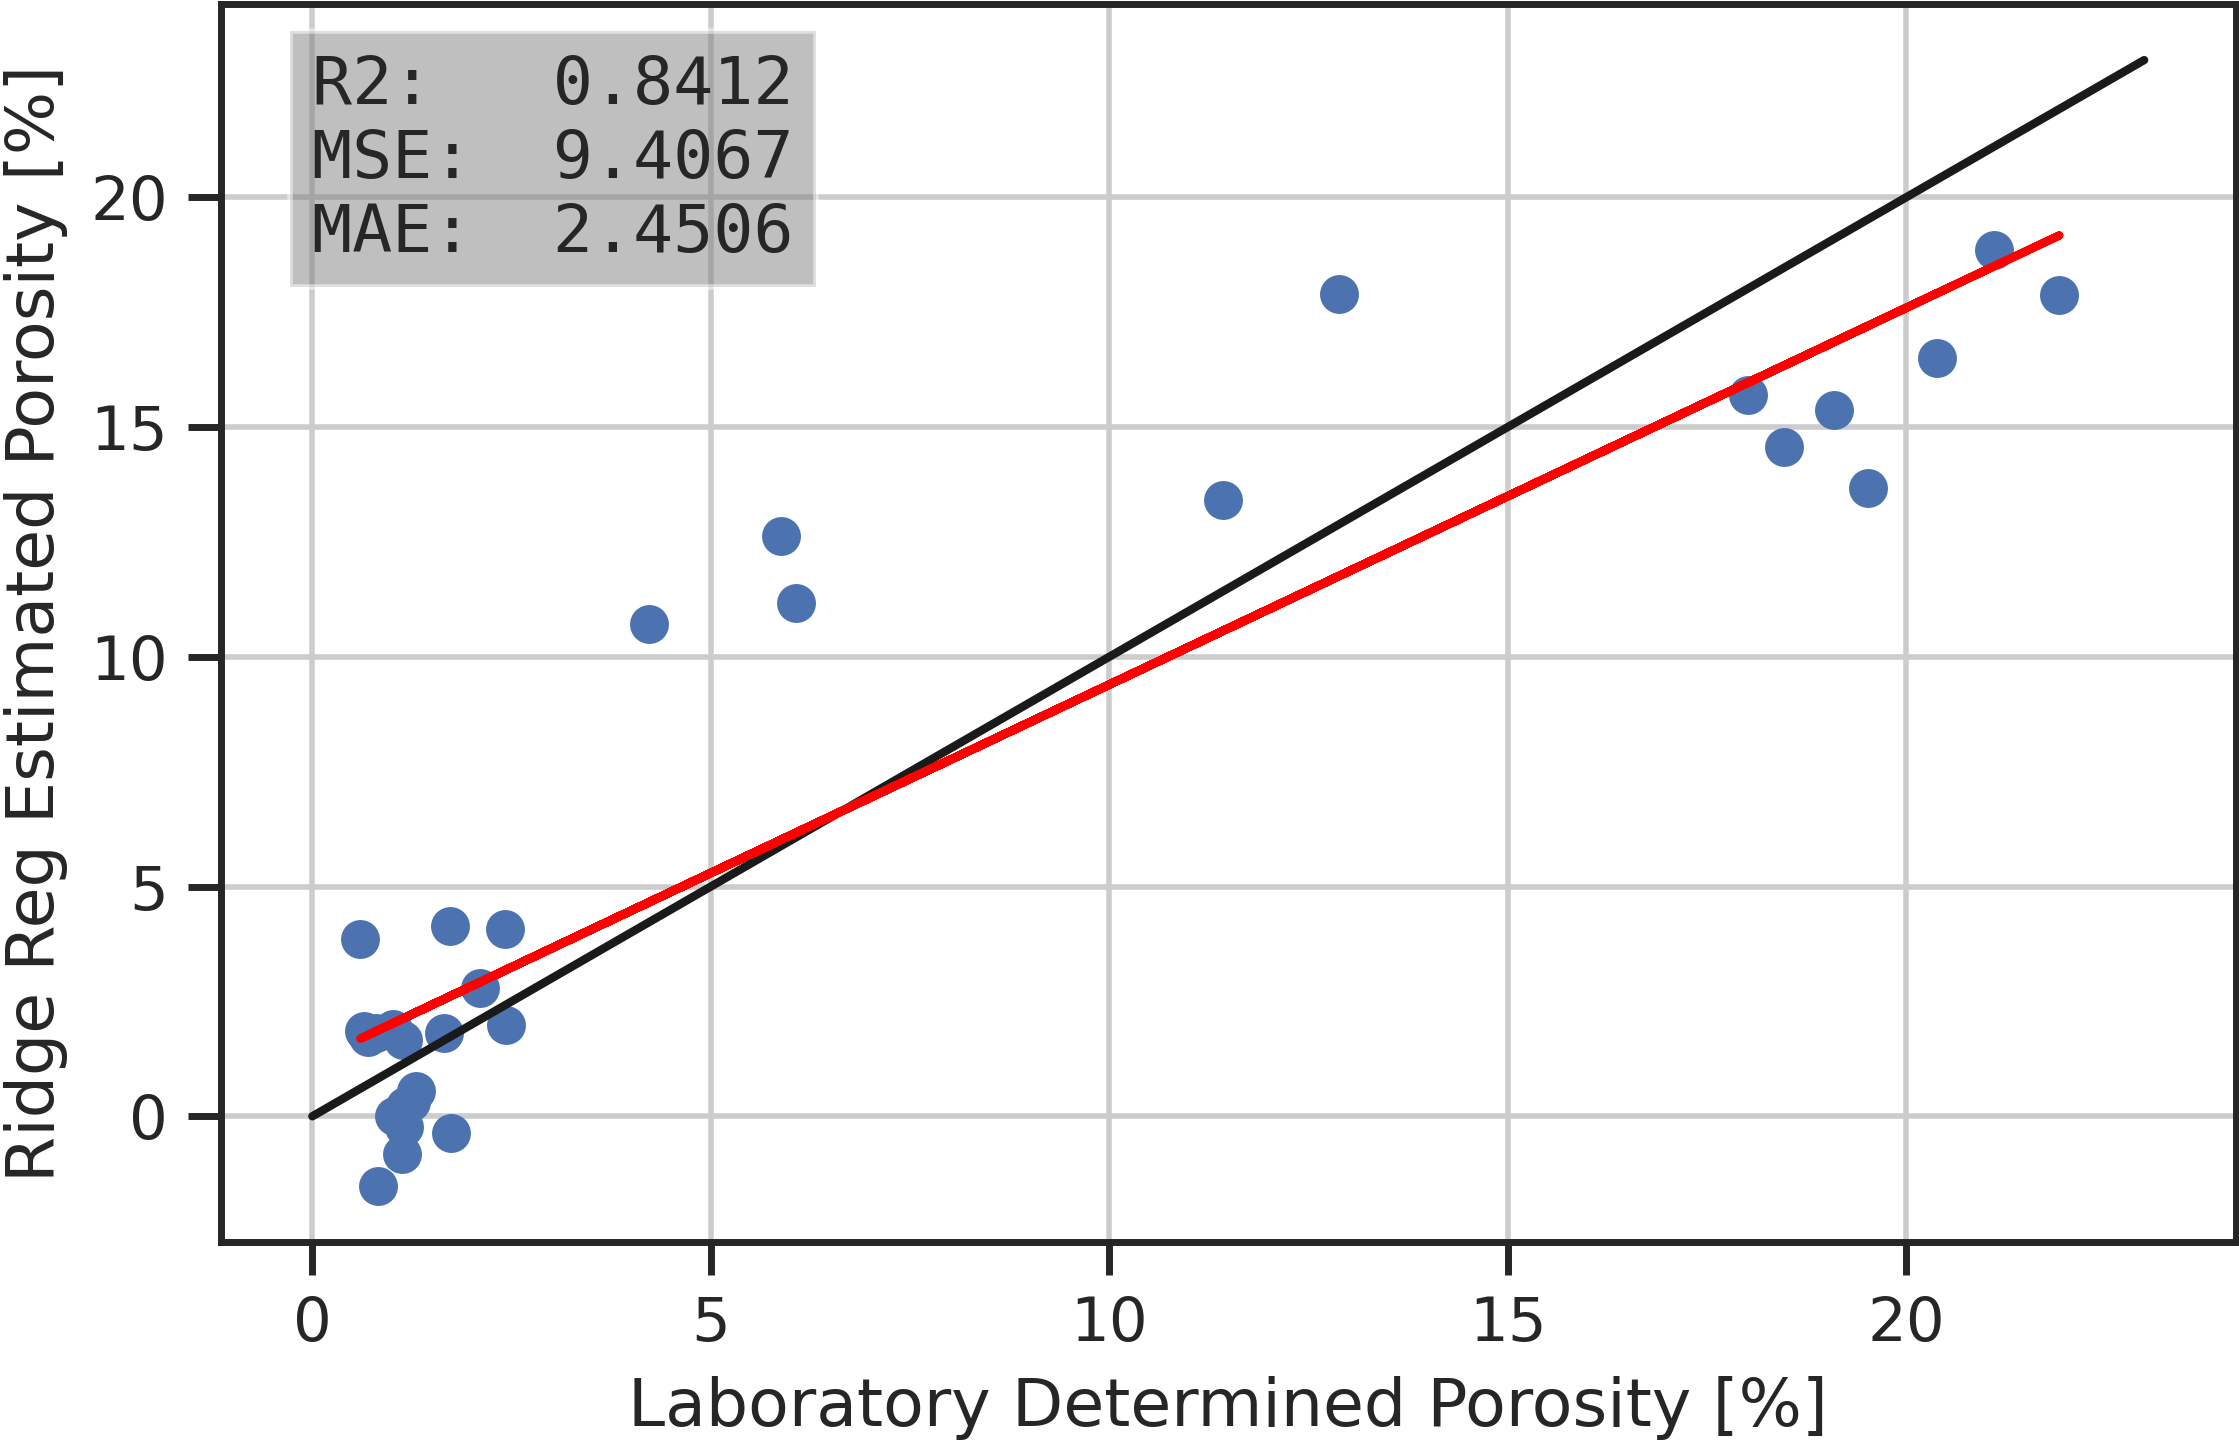 R2:   0.8412
MSE:  9.4067
MAE:  2.4506
Ridge Reg Estimated Porosity [%]
20
15
10
5
0
0 5 10 15 20
Laboratory Determined Porosity [%]